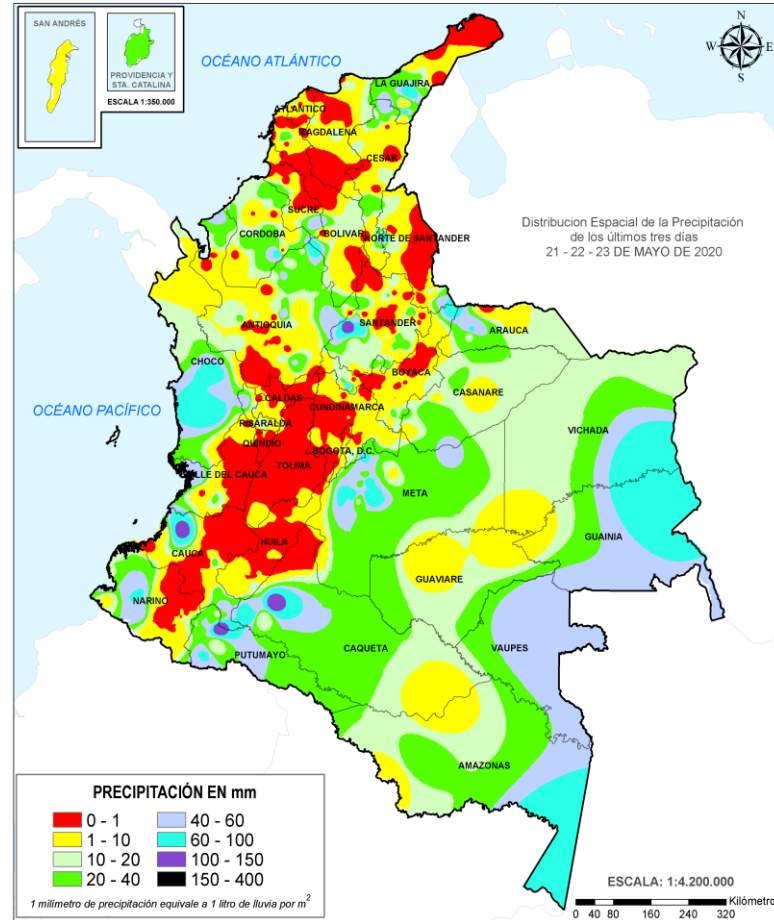 SAN ANDRÉS
PROVIDENCIA Y
STA. CATALINA
ESCALA 1:350.000
OCÉANO ATLÁNTICO
N
W
E
S
LA GUAJIRA
ATLANTICO
MAGDALENA
CESAR
SUCRE
CORDOBA
BOLIVAR
NORTE DE SANTANDER
Distribucion Espacial de la Precipitación
de los últimos tres días
21 - 22 - 23 DE MAYO DE 2020
ANTIOQUIA
SANTANDER
ARAUCA
CHOCO
BOYACA
CASANARE
OCÉANO PACÍFICO
CALDAS
CUNDINAMARCA
RISARALDA
VICHADA
QUINDIO
BOGOTA, D.C.
TOLIMA
VALLE DEL CAUCA
META
GUAINIA
CAUCA
HUILA
GUAVIARE
NARINO
PUTUMAYO
CAQUETA
VAUPES
AMAZONAS
PRECIPITACIÓN EN mm
0 - 1
40 - 60
1 - 10
60 - 100
10 - 20
100 - 150
20 - 40
150 - 400
1 milímetro de precipitación equivale a 1 litro de lluvia por m2
ESCALA: 1:4.200.000
Kilómetro
0 40 80 160 240 320